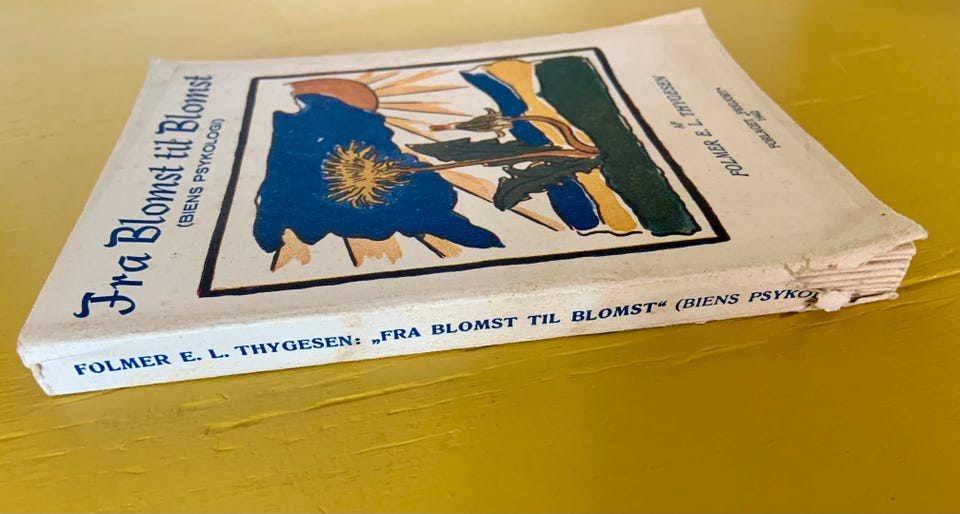 Fra Blomst til Blomst
(BIENS PSYKOLOGI)
AF
FOLMER E. L. THYGESEN
FOLMER E. L. THYGESEN: „FRA BLOMST TIL BLOMST“ (BIENS PSYKO